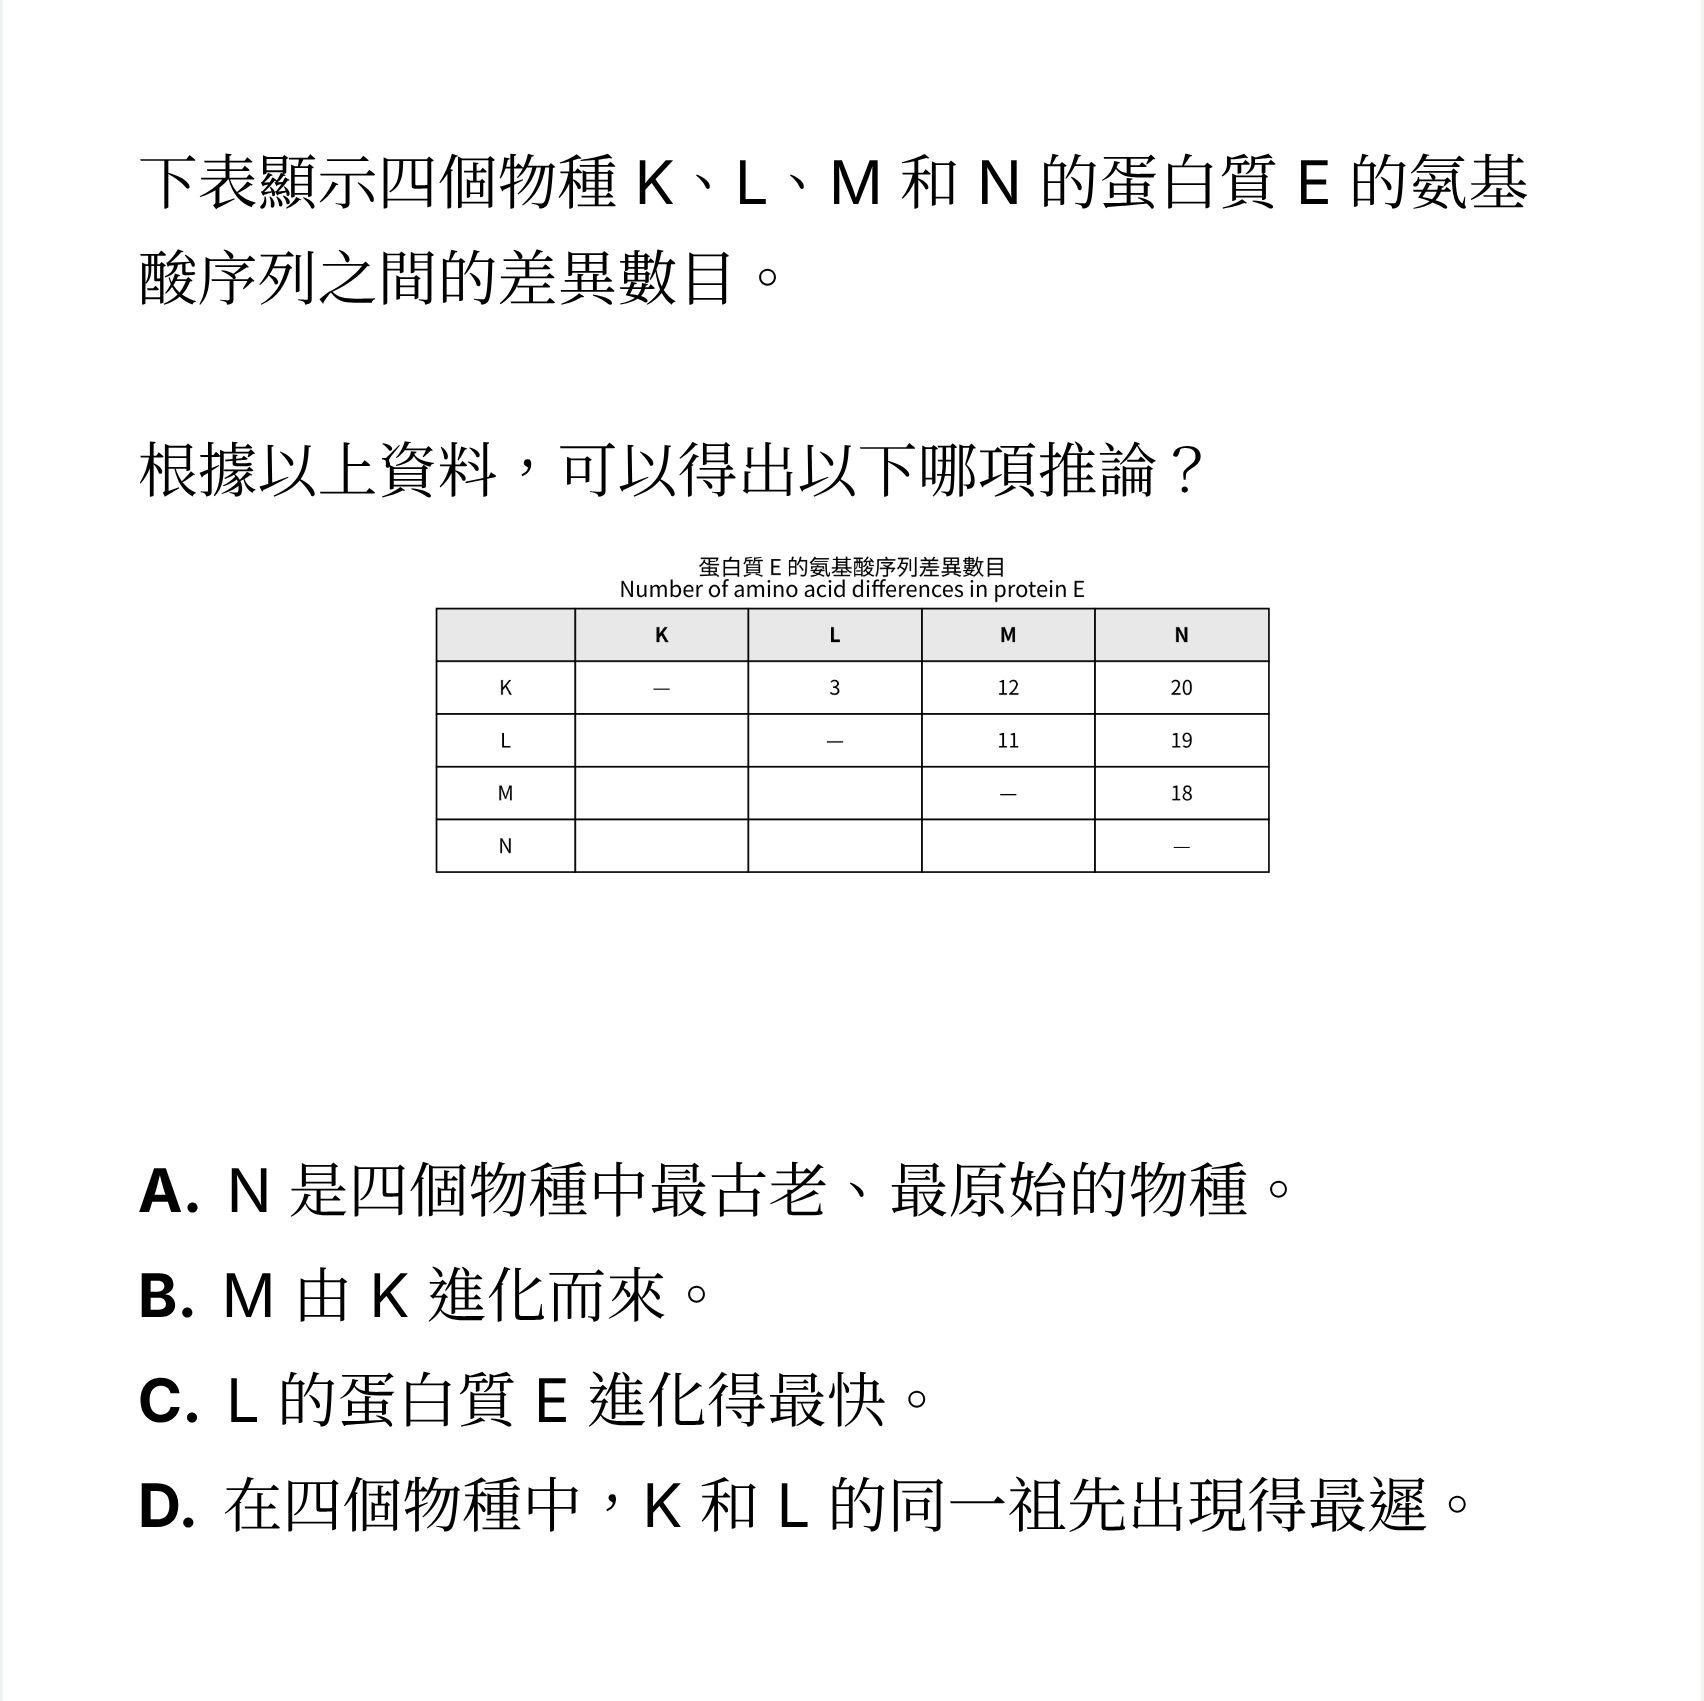 下表顯示四個物種 K、L、M 和 N 的蛋白質 E 的氨基
酸序列之間的差異數目。
根據以上資料，可以得出以下哪項推論？
蛋白質 E 的氨基酸序列差異數目
Number of amino acid differences in protein E
K L M N
K — 3 12 20
L — 11 19
M — 18
N —
A. N 是四個物種中最古老、最原始的物種。
B. M 由 K 進化而來。
C. L 的蛋白質 E 進化得最快。
D. 在四個物種中，K 和 L 的同一祖先出現得最遲。